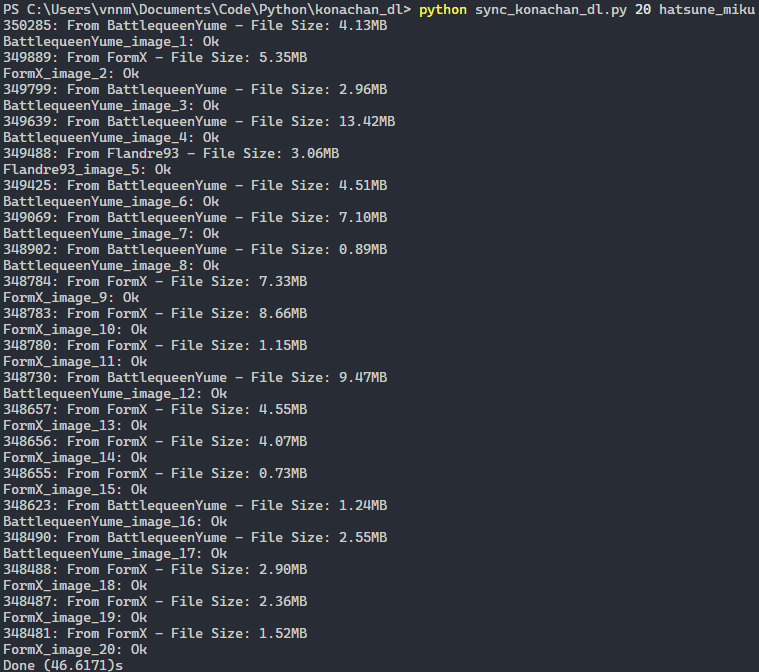 PS C:\Users\vnnm\Documents\Code\Python\konachan_dl> python sync_konachan_dl.py 20 hatsune_miku
350285: From BattlequeenYume - File Size: 4.13MB
BattlequeenYume_image_1: Ok
349889: From FormX - File Size: 5.35MB
FormX_image_2: Ok
349799: From BattlequeenYume - File Size: 2.96MB
BattlequeenYume_image_3: Ok
349639: From BattlequeenYume - File Size: 13.42MB
BattlequeenYume_image_4: Ok
349488: From Flandre93 - File Size: 3.06MB
Flandre93_image_5: Ok
349425: From BattlequeenYume - File Size: 4.51MB
BattlequeenYume_image_6: Ok
349069: From BattlequeenYume - File Size: 7.10MB
BattlequeenYume_image_7: Ok
348902: From BattlequeenYume - File Size: 0.89MB
BattlequeenYume_image_8: Ok
348784: From FormX - File Size: 7.33MB
FormX_image_9: Ok
348783: From FormX - File Size: 8.66MB
FormX_image_10: Ok
348780: From FormX - File Size: 1.15MB
FormX_image_11: Ok
348730: From BattlequeenYume - File Size: 9.47MB
BattlequeenYume_image_12: Ok
348657: From FormX - File Size: 4.55MB
FormX_image_13: Ok
348656: From FormX - File Size: 4.07MB
FormX_image_14: Ok
348655: From FormX - File Size: 0.73MB
FormX_image_15: Ok
348623: From BattlequeenYume - File Size: 1.24MB
BattlequeenYume_image_16: Ok
348490: From BattlequeenYume - File Size: 2.55MB
BattlequeenYume_image_17: Ok
348488: From FormX - File Size: 2.90MB
FormX_image_18: Ok
348487: From FormX - File Size: 2.36MB
FormX_image_19: Ok
348481: From FormX - File Size: 1.52MB
FormX_image_20: Ok
Done (46.6171)s